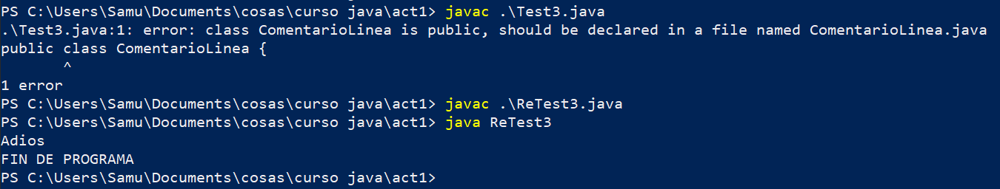 PS C:\Users\Samu\Documents\cosas\curso java\act1> javac .\Test3.java
.\Test3.java:1: error: class ComentarioLinea is public, should be declared in a file named ComentarioLinea.java
public class ComentarioLinea {
       ^
1 error
PS C:\Users\Samu\Documents\cosas\curso java\act1> javac .\ReTest3.java
PS C:\Users\Samu\Documents\cosas\curso java\act1> java ReTest3
Adios
FIN DE PROGRAMA
PS C:\Users\Samu\Documents\cosas\curso java\act1>